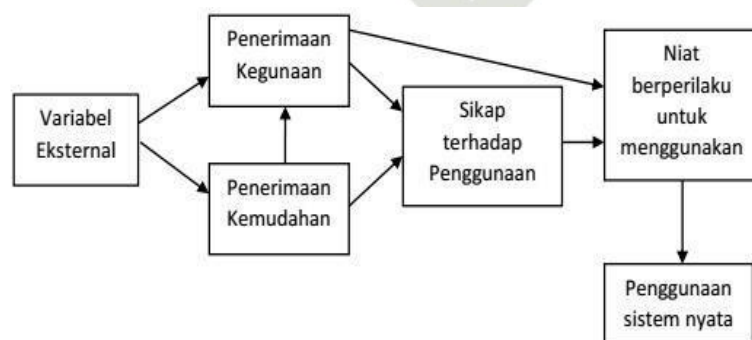 Variabel
Eksternal
Penerimaan
Kegunaan
Penerimaan
Kemudahan
Sikap
terhadap
Penggunaan
Niat
berperilaku
untuk
menggunakan
Penggunaan
sistem nyata